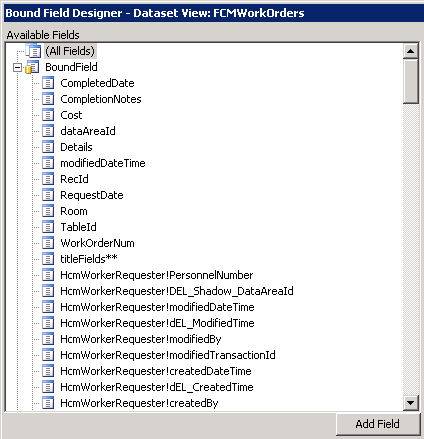 Bound Field Designer - Dataset View: FCMWorkOrders
Available Fields
(All Fields)
BoundField
CompletedDate
CompletionNotes
Cost
dataAreaId
Details
modifiedDateTime
RecId
RequestDate
Room
TableId
WorkOrderNum
titleFields**
HcmWorkerRequester!PersonnelNumber
HcmWorkerRequester!DEL_Shadow_DataAreaId
HcmWorkerRequester!modifiedDateTime
HcmWorkerRequester!dEL_ModifiedTime
HcmWorkerRequester!modifiedBy
HcmWorkerRequester!modifiedTransactionId
HcmWorkerRequester!createdDateTime
HcmWorkerRequester!dEL_CreatedTime
HcmWorkerRequester!createdBy
Add Field